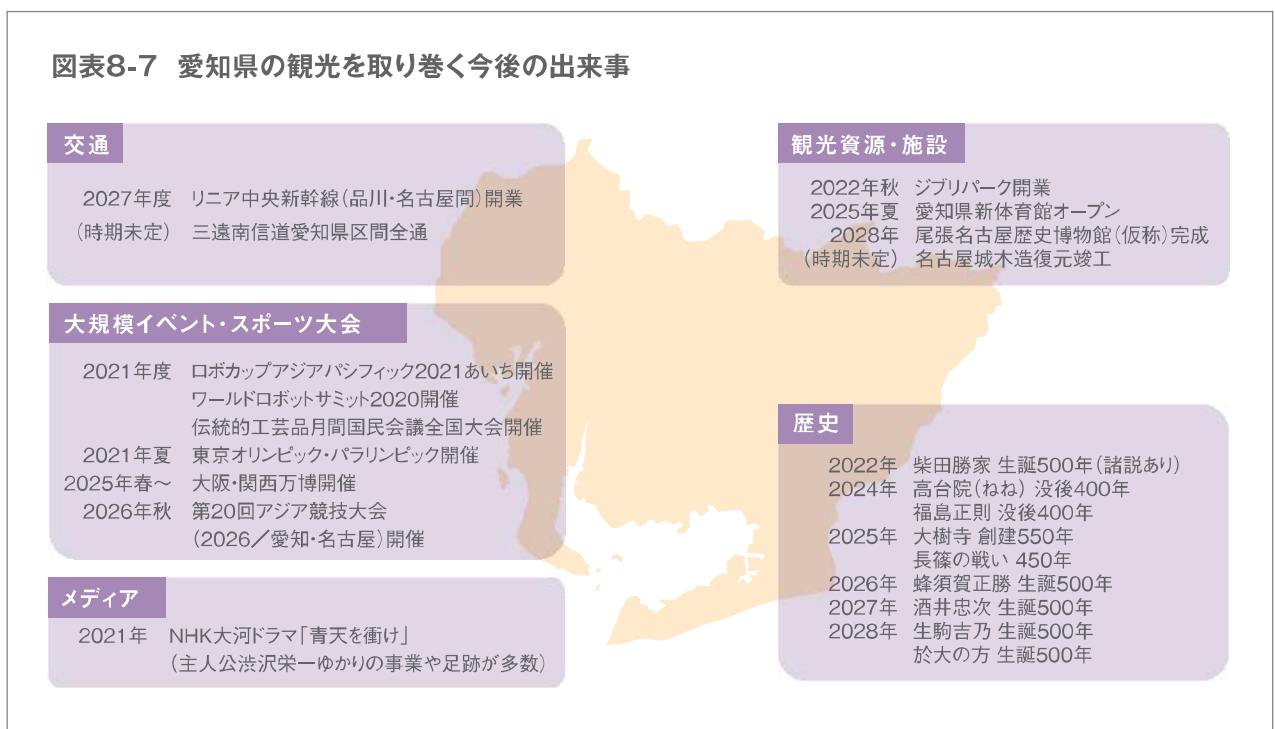 図表8-7 愛知県の観光を取り巻く今後の出来事
交通
2027年度 リニア中央新幹線(品川・名古屋間)開業
(時期未定) 三遠南信道愛知県区間全通
大規模イベント・スポーツ大会
2021年度 ロボカップアジアパシフィック2021あいち開催
ワールドロボットサミット2020開催
伝統的工芸品月間国民会議全国大会開催
2021年夏 東京オリンピック・パラリンピック開催
2025年春〜 大阪・関西万博開催
2026年秋 第20回アジア競技大会
(2026/愛知・名古屋)開催
メディア
2021年 NHK大河ドラマ「青天を衝け」
(主人公渋沢栄一ゆかりの事業や足跡が多数)
観光資源・施設
2022年秋 ジブリパーク開業
2025年夏 愛知県新体育館オープン
2028年 尾張名古屋歴史博物館(仮称)完成
(時期未定) 名古屋城木造復元竣工
歴史
2022年 柴田勝家 生誕500年(諸説あり)
2024年 高台院(ねね) 没後400年
福島正則 没後400年
2025年 大樹寺 創建550年
長篠の戦い 450年
2026年 蜂須賀正勝 生誕500年
2027年 酒井忠次 生誕500年
2028年 生駒吉乃 生誕500年
於大の方 生誕500年